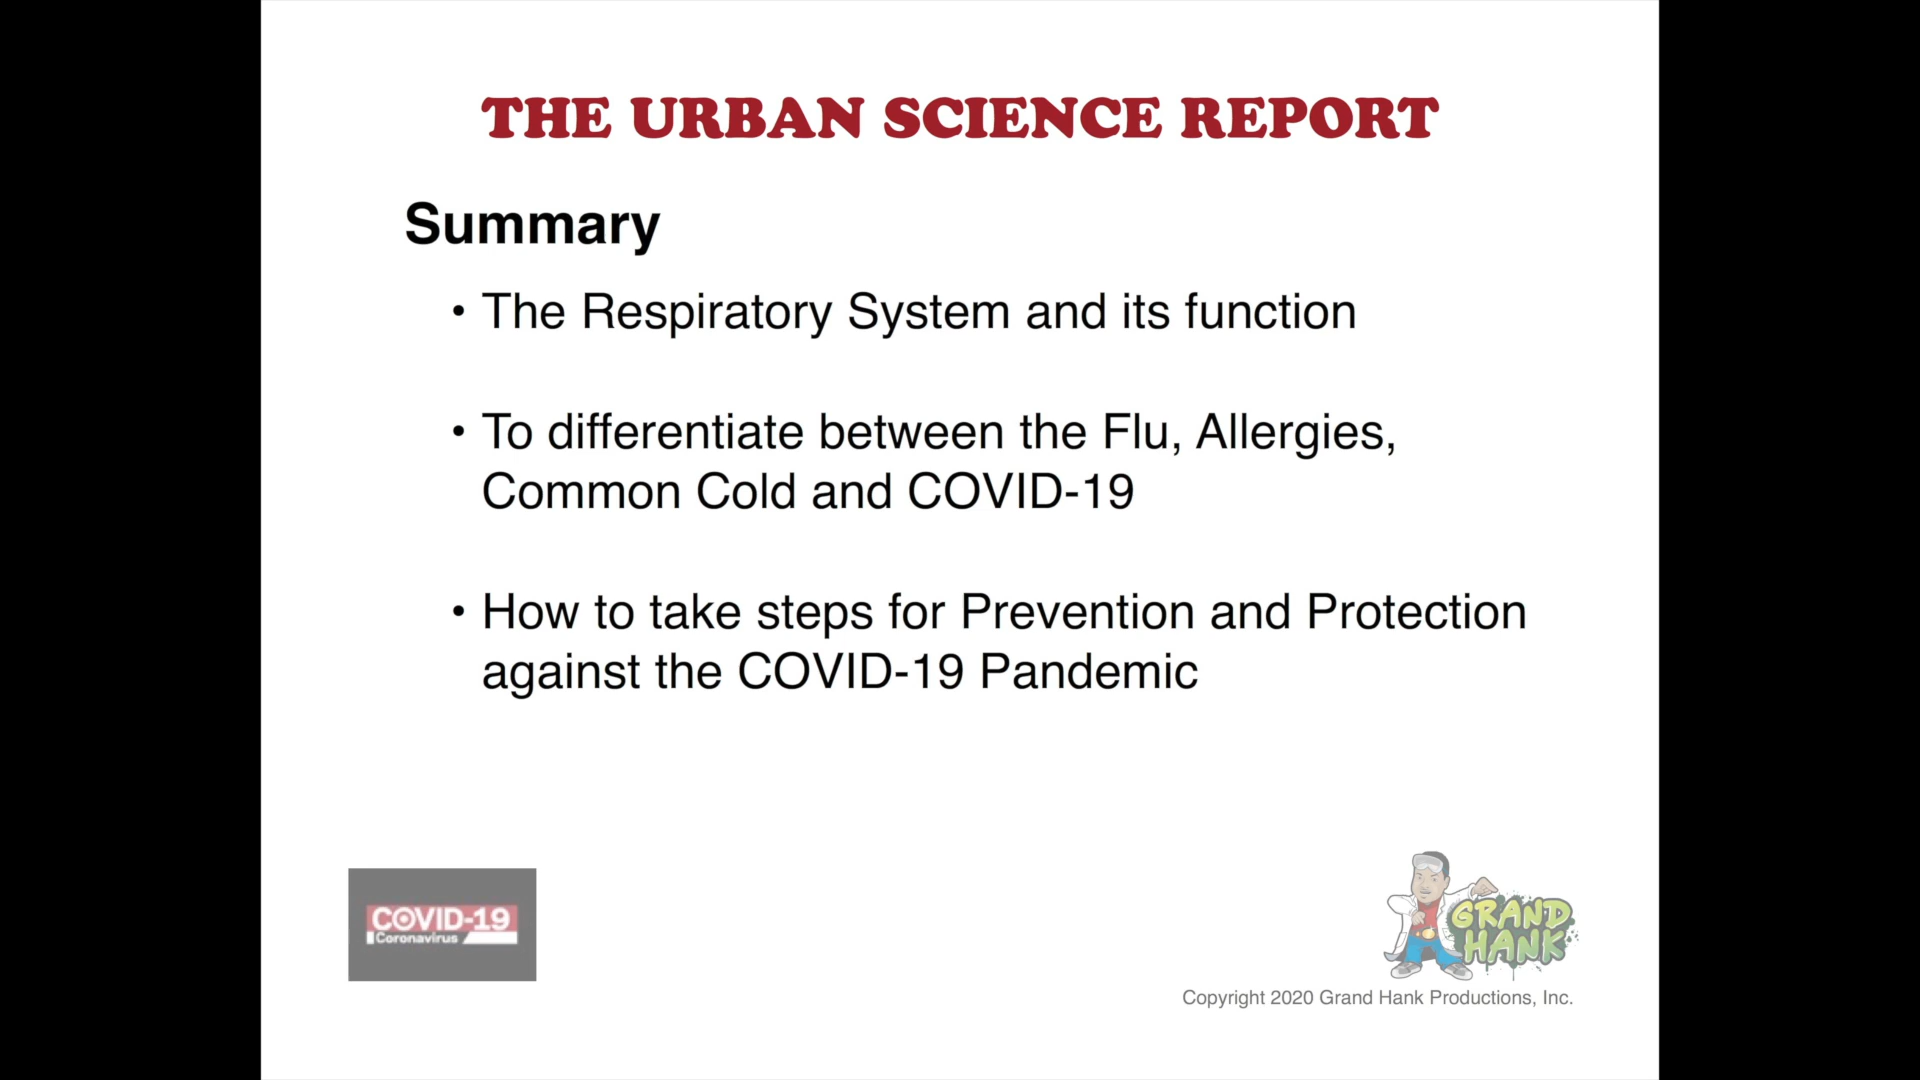 THE URBAN SCIENCE REPORT
Summary
• The Respiratory System and its function
• To differentiate between the Flu, Allergies,
Common Cold and COVID-19
• How to take steps for Prevention and Protection
against the COVID-19 Pandemic
COVID-19
Coronavirus
GRAND
HANK
Copyright 2020 Grand Hank Productions, Inc.